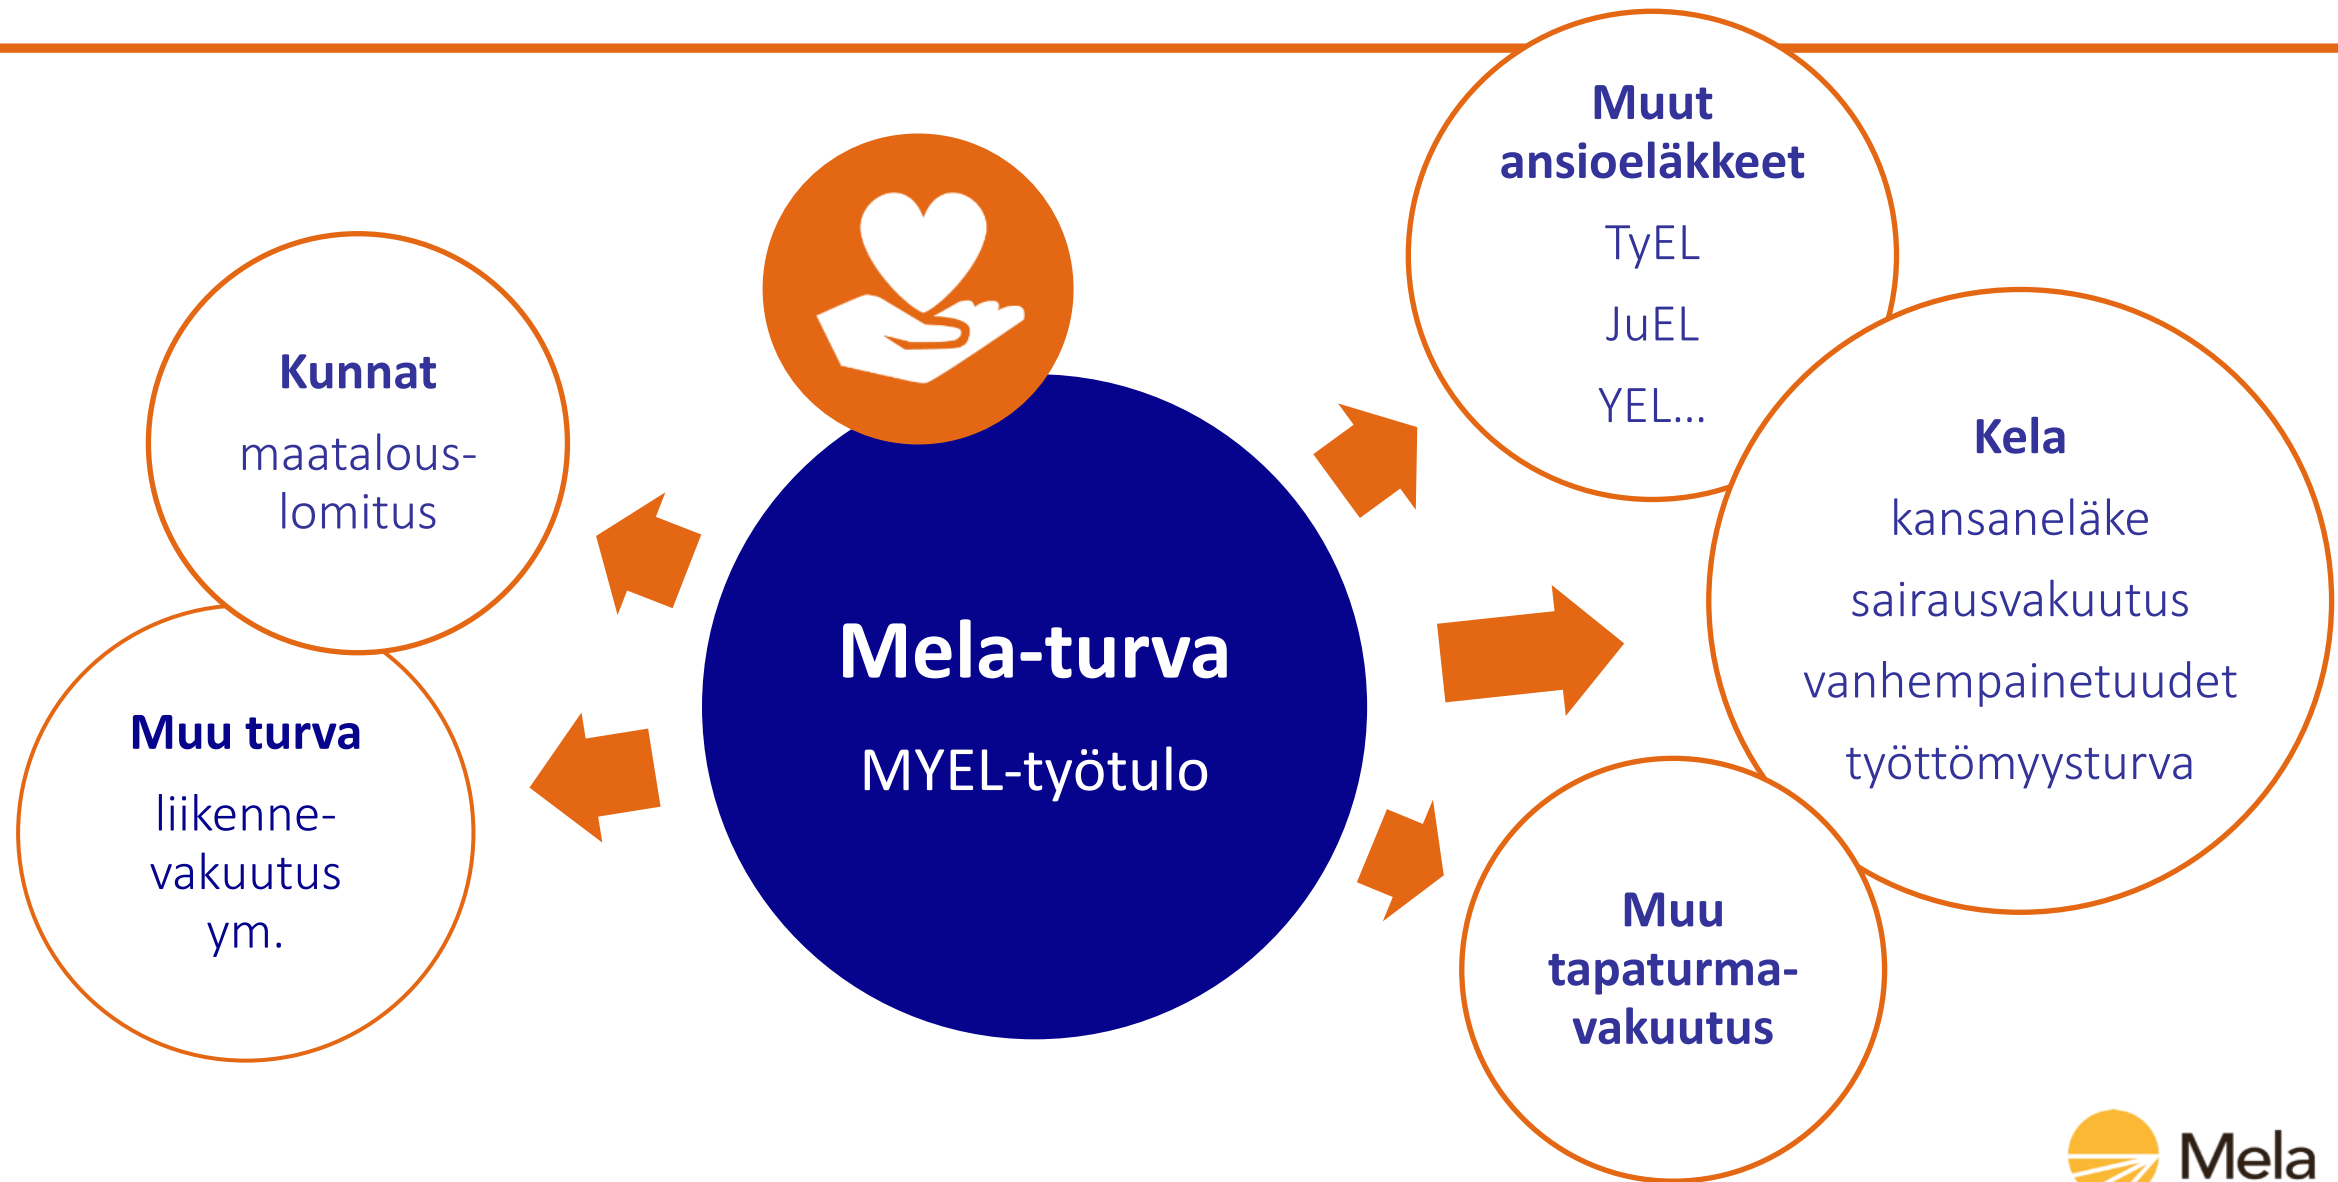 Mela-turva
MYEL-työtulo
Kunnat
maatalous-
lomitus
Muu turva
liikenne-
vakuutus
ym.
Muut
ansioeläkkeet
TyEL
JuEL
YEL...
Kela
kansaneläke
sairausvakuutus
vanhempainetuudet
työttömyysturva
Muu
tapaturma-
vakuutus
Mela